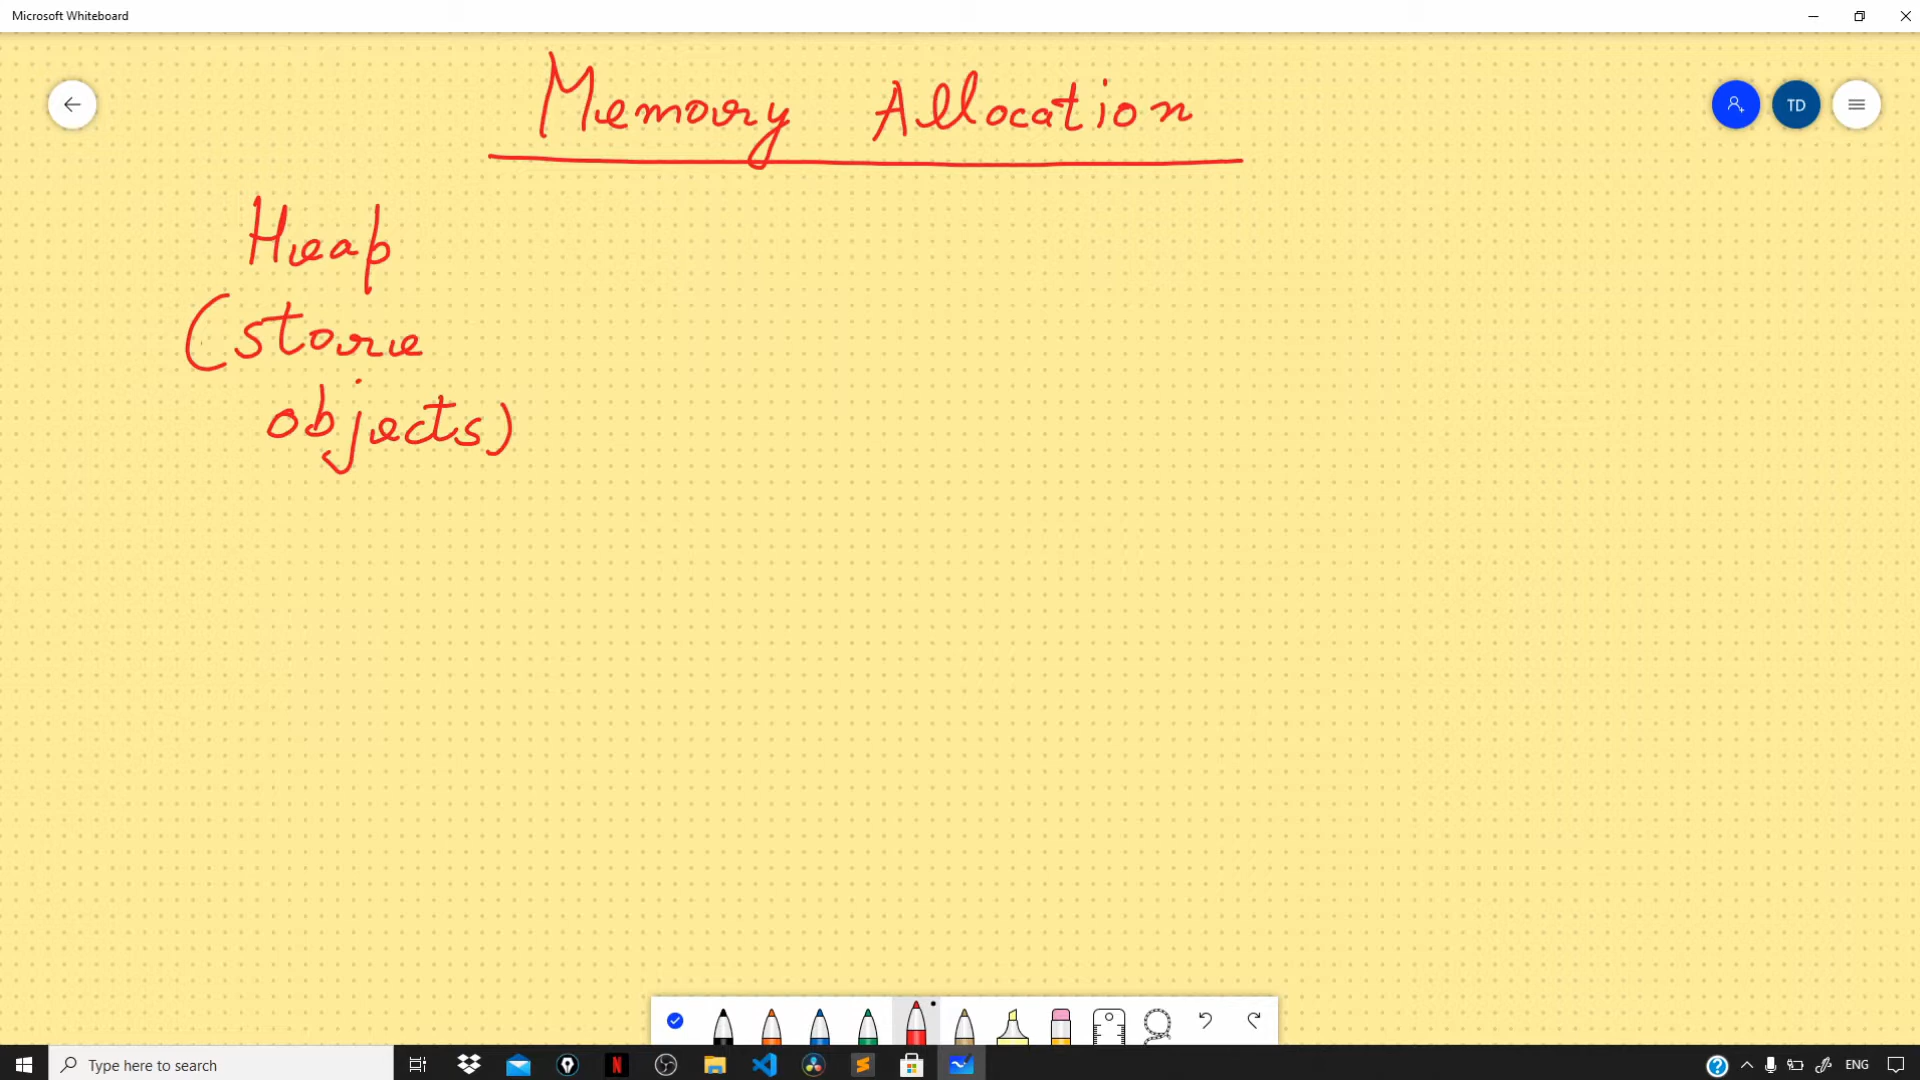 Microsoft Whiteboard
Memory Allocation
TD
Heap
(store
objects)
Type here to search
ENG